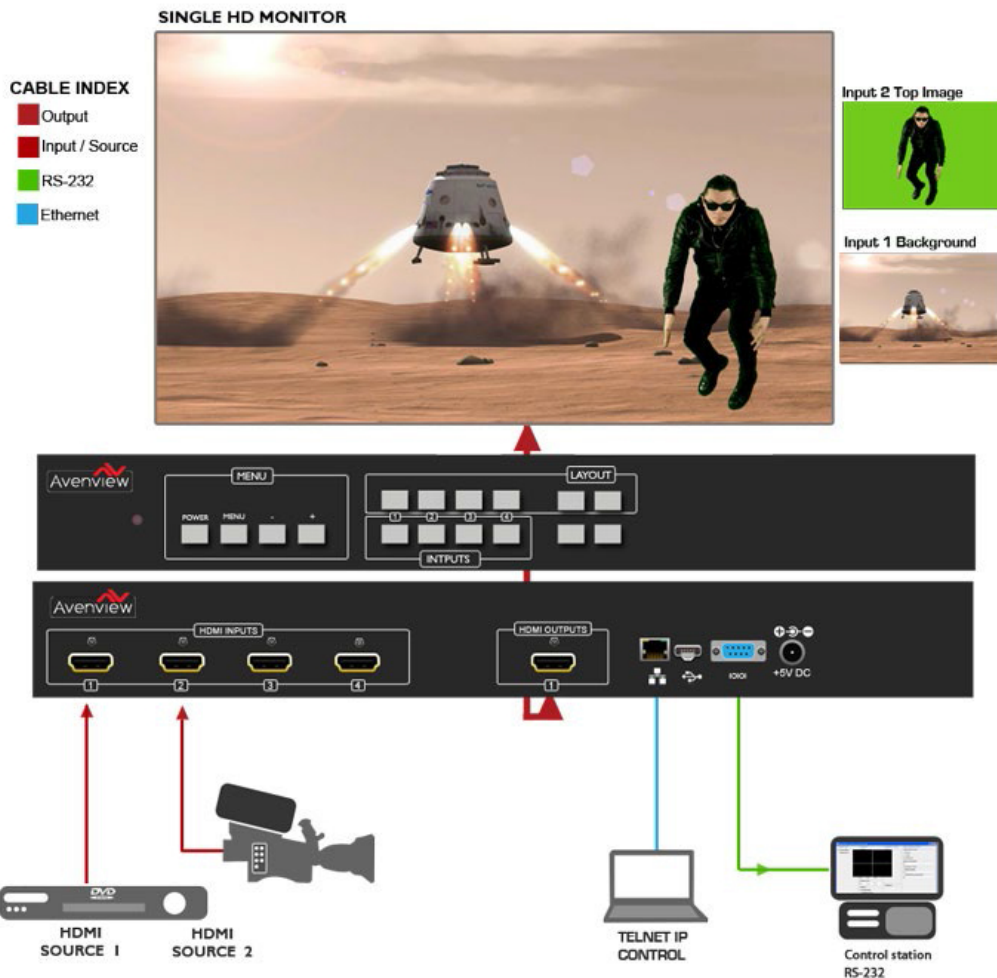 SINGLE HD MONITOR
CABLE INDEX
Output
Input / Source
RS-232
Ethernet
Input 2 Top Image
Input 1 Background
Avenview
MENU
POWER MENU - +
LAYOUT
1 2 3 4
INTPUTS
Avenview
HDMI INPUTS
1 2 3 4
HDMI OUTPUTS
1
IOIOI
+5V DC
DVD
HDMI SOURCE 1
HDMI SOURCE 2
TELNET IP
CONTROL
Control station
RS-232